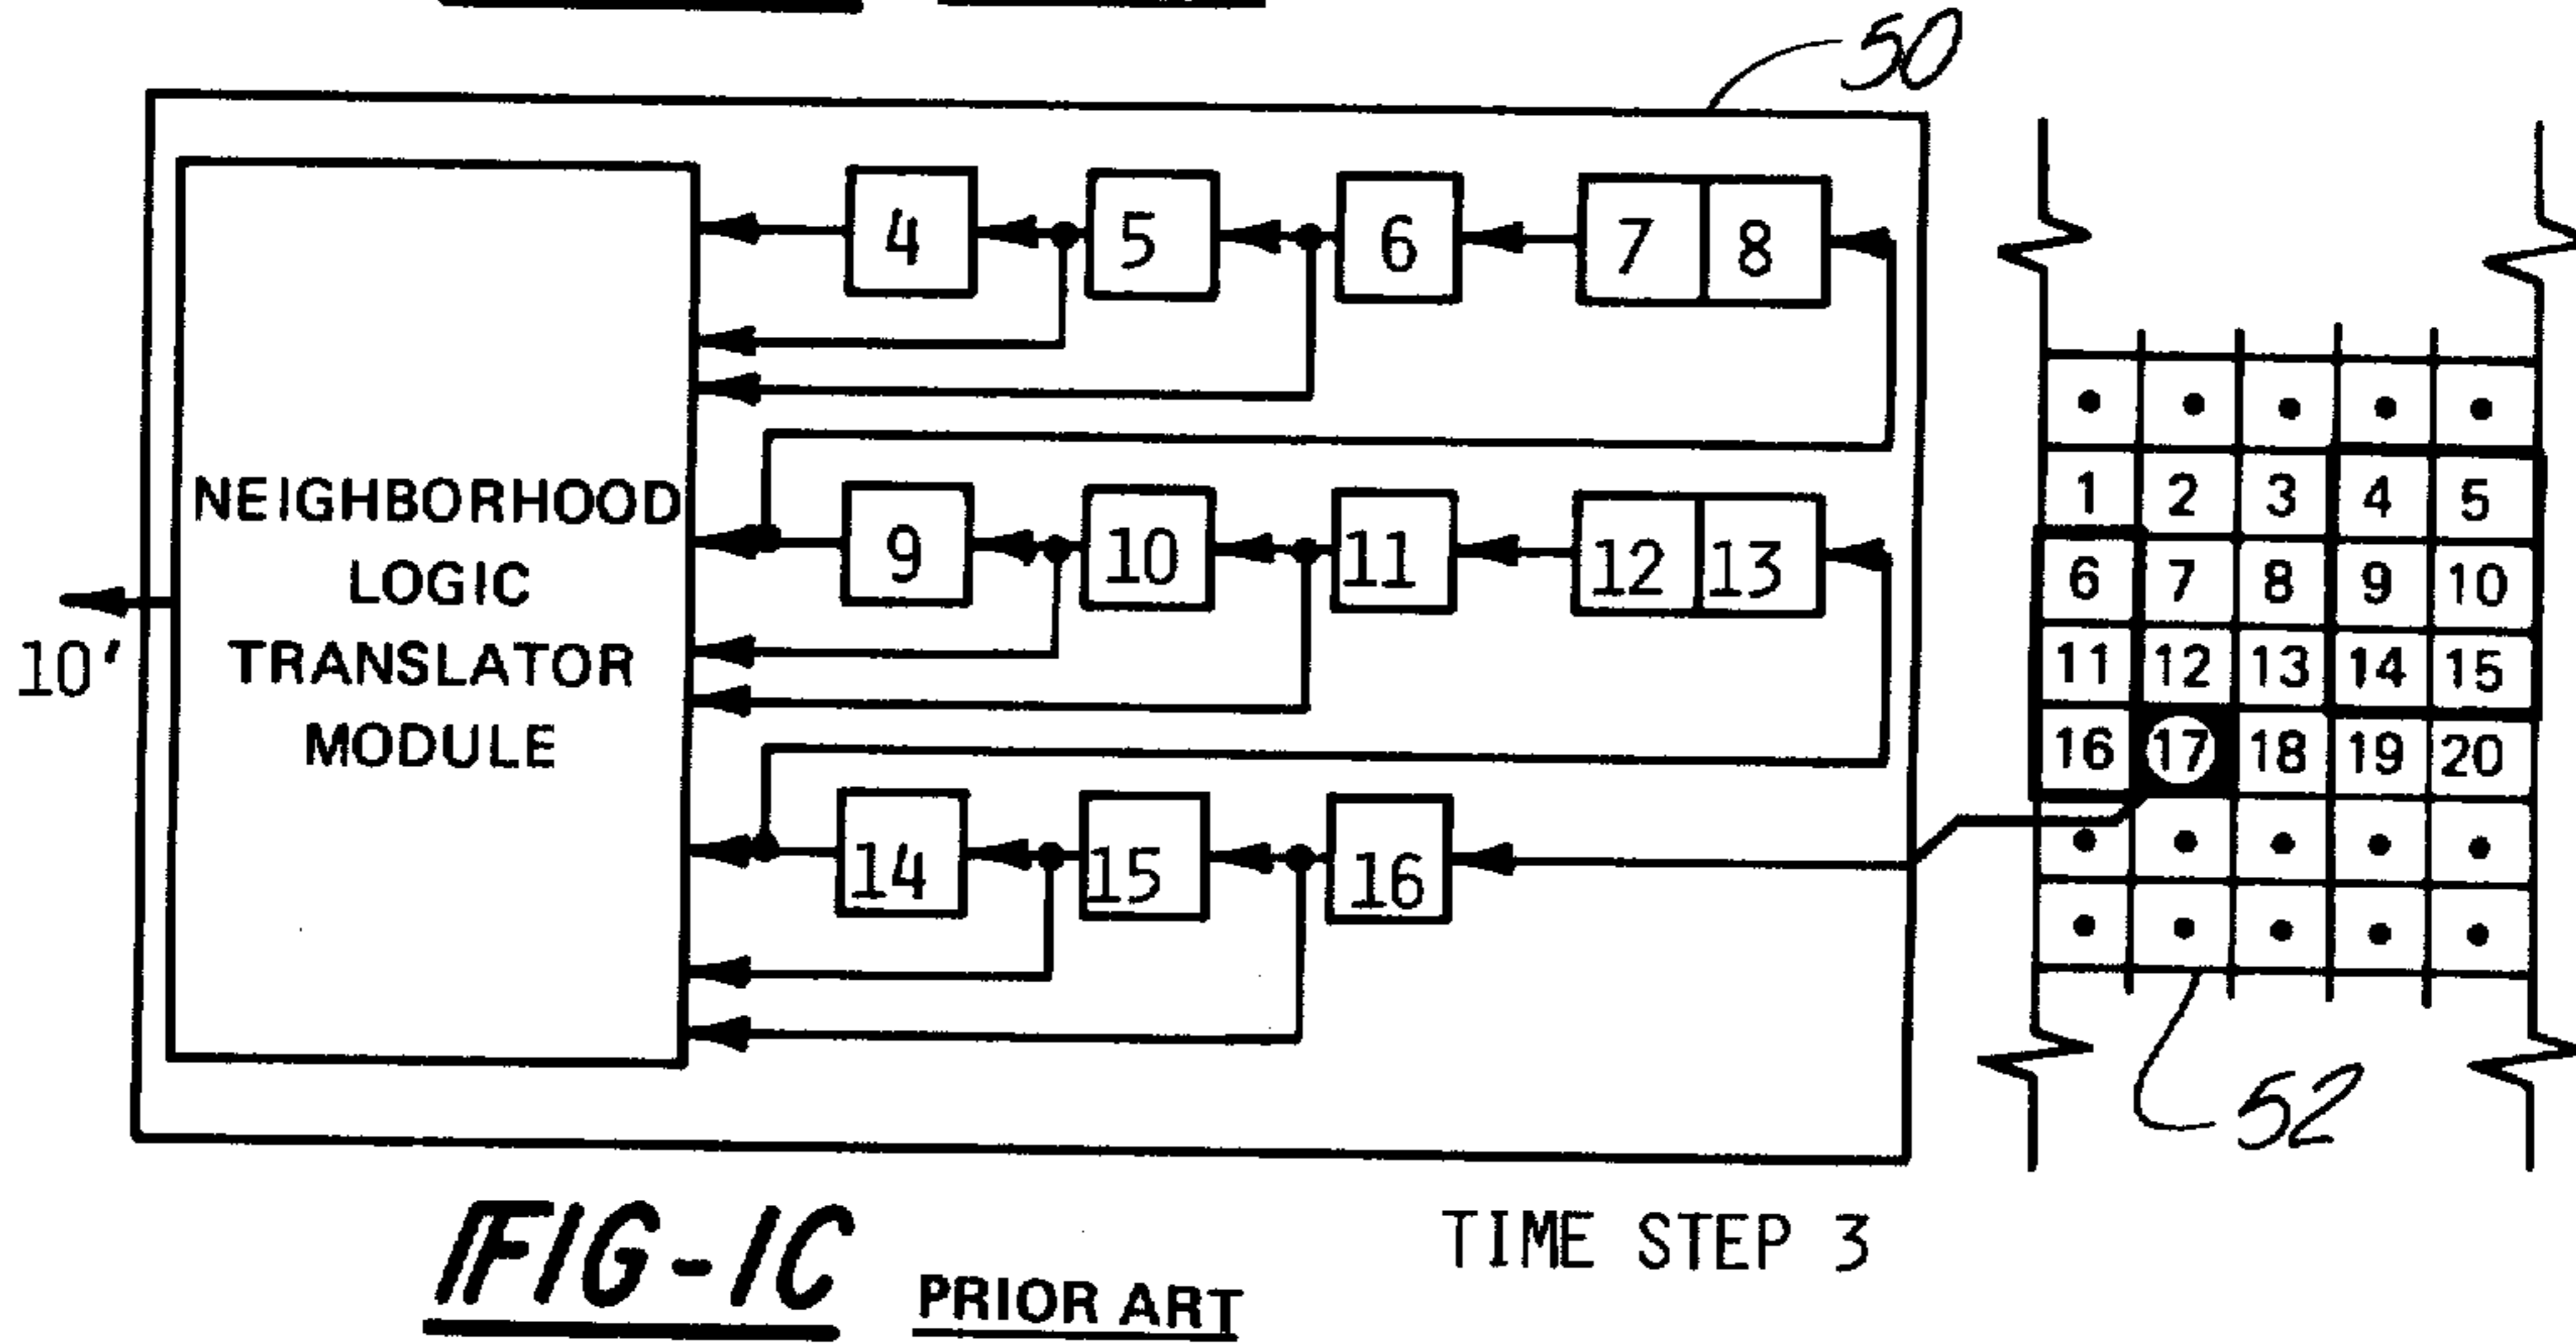 50
4 5 6 7 8
NEIGHBORHOOD
LOGIC
TRANSLATOR
MODULE
10'
9 10 11 12 13
14 15 16
1 2 3 4 5
6 7 8 9 10
11 12 13 14 15
16 17 18 19 20
52
FIG-1C
PRIOR ART
TIME STEP 3